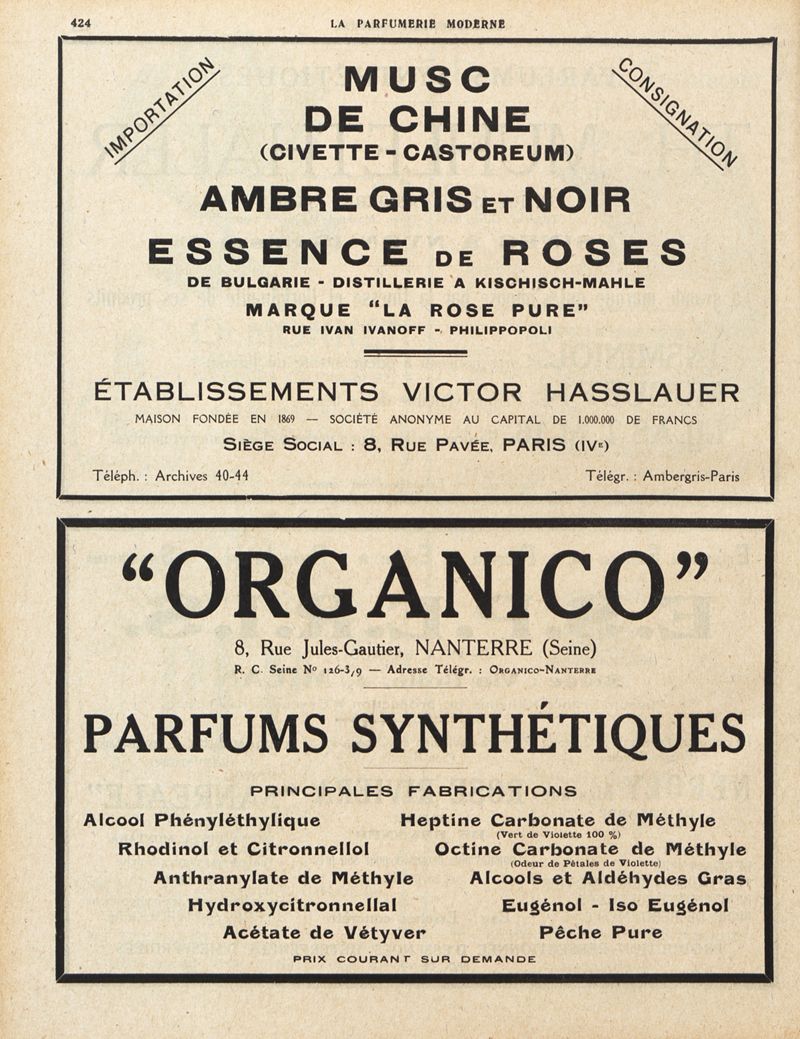 424
LA PARFUMERIE MODERNE
IMPORTATION
CONSIGNATION
MUSC
DE CHINE
(CIVETTE - CASTOREUM)
AMBRE GRIS ET NOIR
ESSENCE DE ROSES
DE BULGARIE - DISTILLERIE A KISCHISCH-MAHLE
MARQUE "LA ROSE PURE"
RUE IVAN IVANOFF - PHILIPPOPOLI
ÉTABLISSEMENTS VICTOR HASSLAUER
MAISON FONDÉE EN 1869 — SOCIÉTÉ ANONYME AU CAPITAL DE 1.000.000 DE FRANCS
SIÈGE SOCIAL : 8, RUE PAVÉE, PARIS (IVᴱ)
Téléph. : Archives 40-44
Télégr. : Ambergris-Paris
"ORGANICO"
8, Rue Jules-Gautier, NANTERRE (Seine)
R. C. Seine Nº 126-3/9 — Adresse Télégr. : ORGANICO-NANTERRE
PARFUMS SYNTHÉTIQUES
PRINCIPALES FABRICATIONS
Alcool Phényléthylique
Heptine Carbonate de Méthyle
(Vert de Violette 100 %)
Rhodinol et Citronnellol
Octine Carbonate de Méthyle
(Odeur de Pétales de Violette)
Anthranylate de Méthyle
Alcools et Aldéhydes Gras
Hydroxycitronnellal
Eugénol - Iso Eugénol
Acétate de Vétyver
Pêche Pure
PRIX COURANT SUR DEMANDE